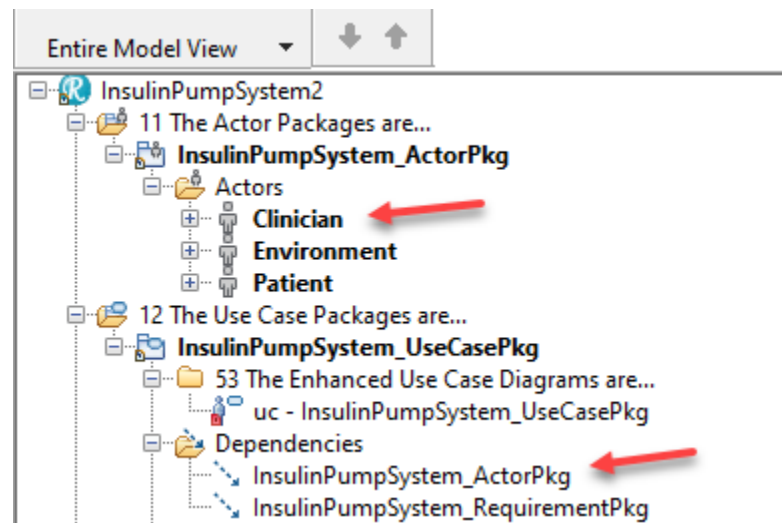 Entire Model View
InsulinPumpSystem2
11 The Actor Packages are...
InsulinPumpSystem_ActorPkg
Actors
Clinician
Environment
Patient
12 The Use Case Packages are...
InsulinPumpSystem_UseCasePkg
53 The Enhanced Use Case Diagrams are...
uc - InsulinPumpSystem_UseCasePkg
Dependencies
InsulinPumpSystem_ActorPkg
InsulinPumpSystem_RequirementPkg